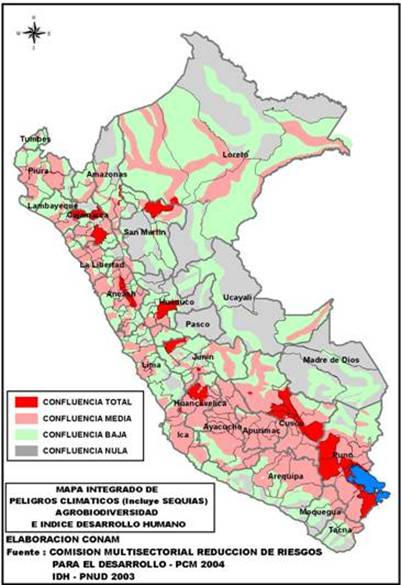 N
Tumbes
Piura
Loreto
Amazonas
Lambayeque
Cajamarca
San Martin
La Libertad
Ancash
Huanuco
Ucayali
Pasco
Madre de Dios
Junin
Lima
Huancavelica
Cusco
Ayacucho
Apurimac
Ica
Puno
Arequipa
Moquegua
Tacna
CONFLUENCIA TOTAL
CONFLUENCIA MEDIA
CONFLUENCIA BAJA
CONFLUENCIA NULA
MAPA INTEGRADO DE
PELIGROS CLIMATICOS (Incluye SEQUIAS)
AGROBIODIVERSIDAD
E INDICE DESARROLLO HUMANO
ELABORACION CONAM
Fuente : COMISION MULTISECTORIAL REDUCCION DE RIESGOS
PARA EL DESARROLLO - PCM 2004
IDH - PNUD 2003